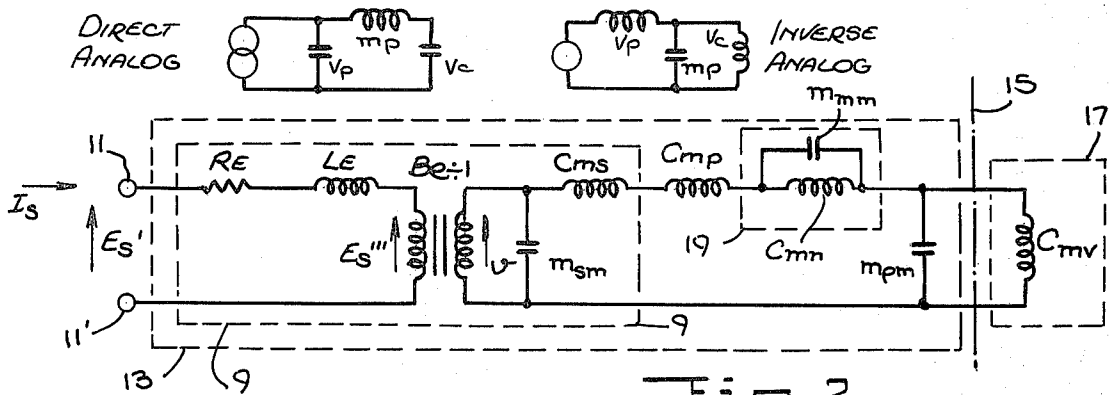 DIRECT ANALOG
mp
Vp
Vc
Vp
mp
Vc
INVERSE ANALOG
mmm
15
17
11
RE
LE
Be÷1
Cms
Cmp
Is
Es'
Es'''
v
msm
19
Cmn
mpm
Cmv
11'
13
9
9